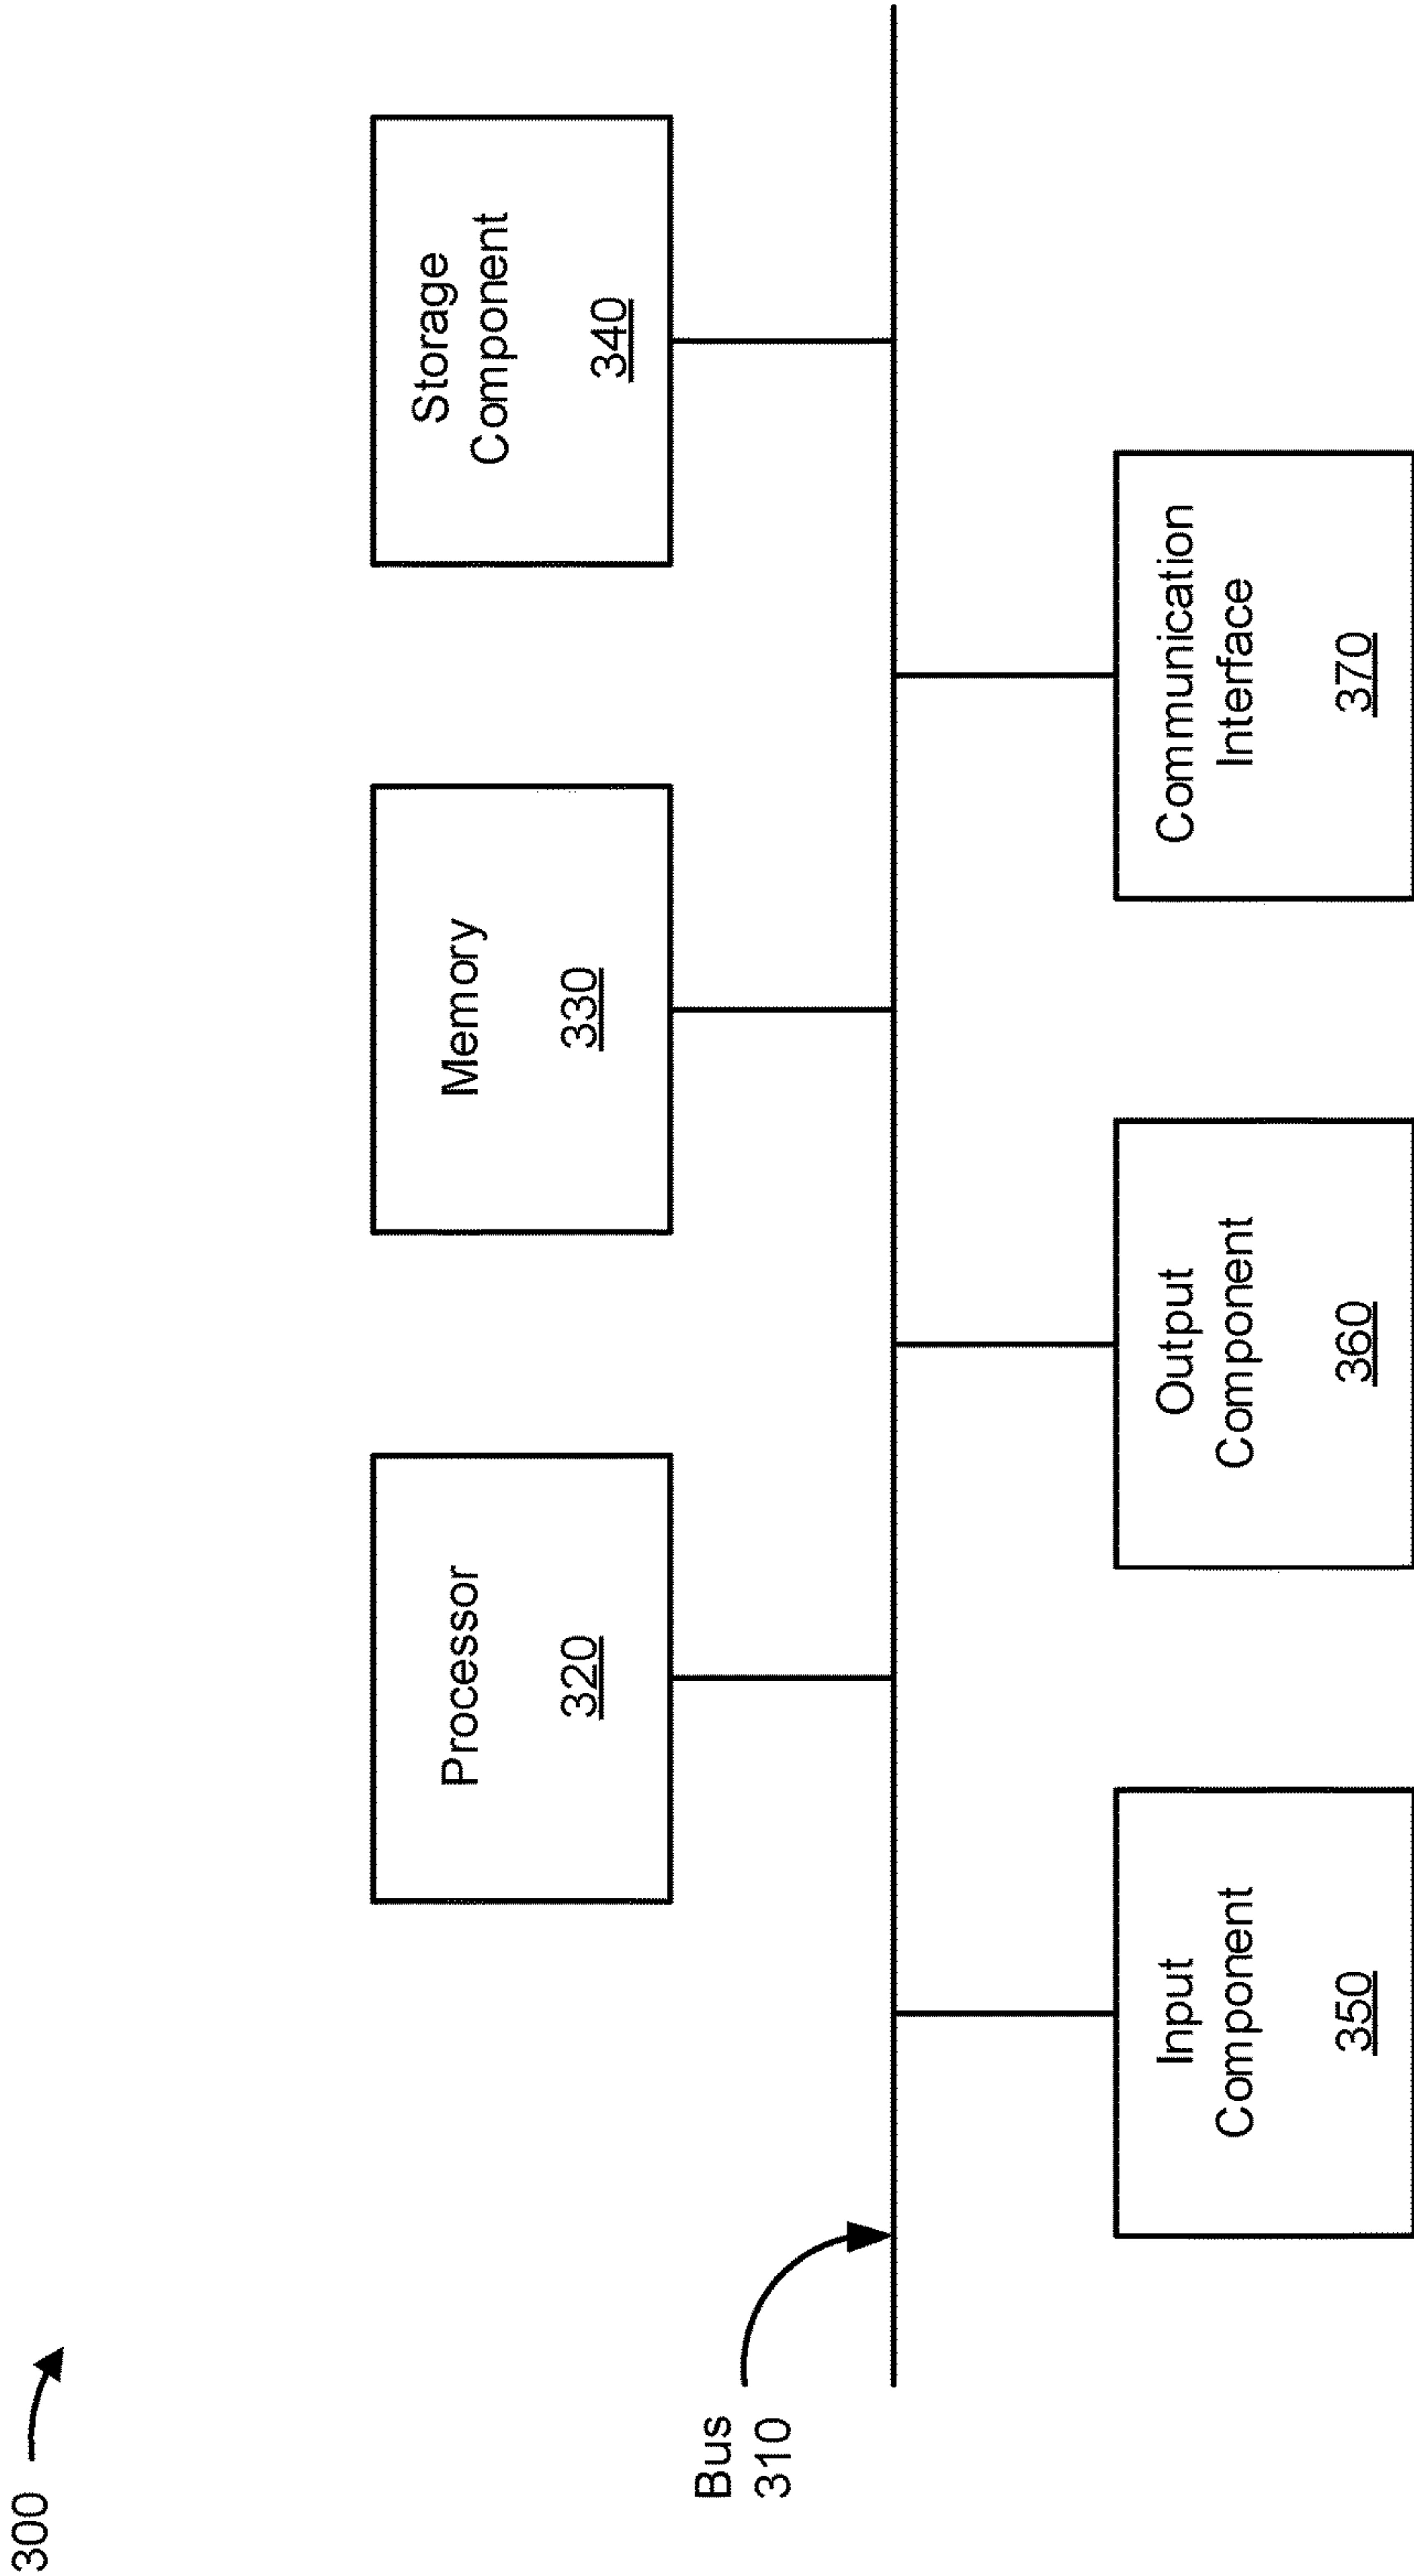 300
Bus
310
Processor
320
Memory
330
Storage
Component
340
Input
Component
350
Output
Component
360
Communication
Interface
370